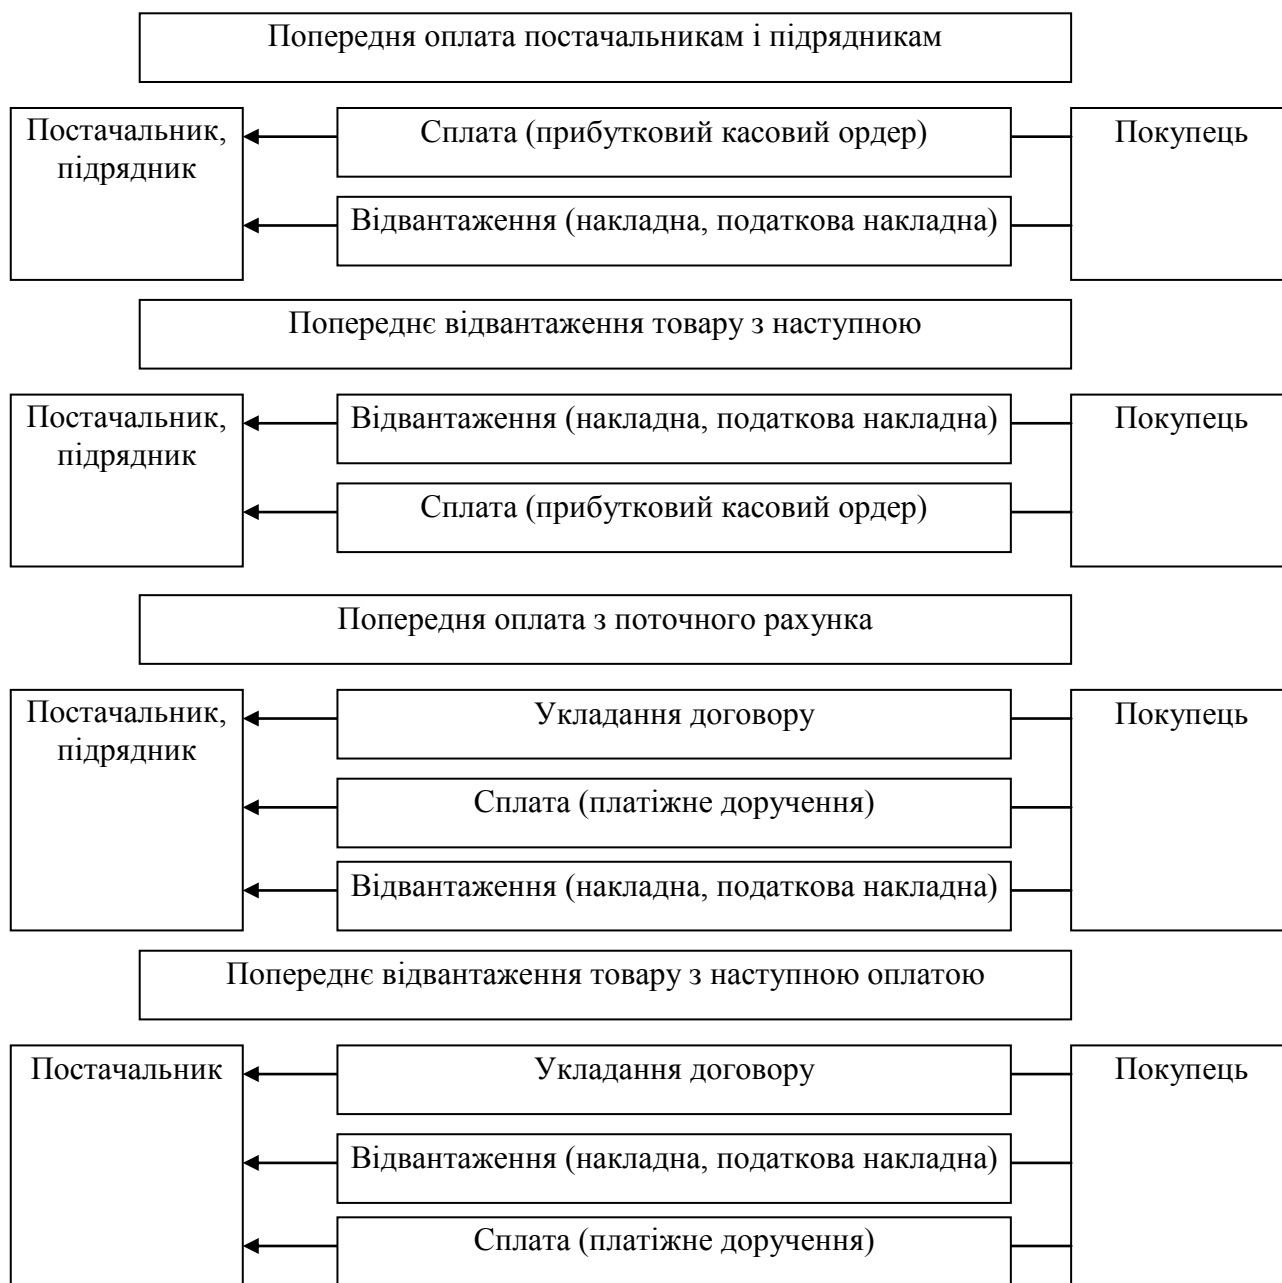 Попередня оплата постачальникам і підрядникам
Постачальник,
підрядник
Сплата (прибутковий касовий ордер)
Покупець
Відвантаження (накладна, податкова накладна)
Попереднє відвантаження товару з наступною
Постачальник,
підрядник
Відвантаження (накладна, податкова накладна)
Покупець
Сплата (прибутковий касовий ордер)
Попередня оплата з поточного рахунка
Постачальник,
підрядник
Укладання договору
Покупець
Сплата (платіжне доручення)
Відвантаження (накладна, податкова накладна)
Попереднє відвантаження товару з наступною оплатою
Постачальник
Укладання договору
Покупець
Відвантаження (накладна, податкова накладна)
Сплата (платіжне доручення)